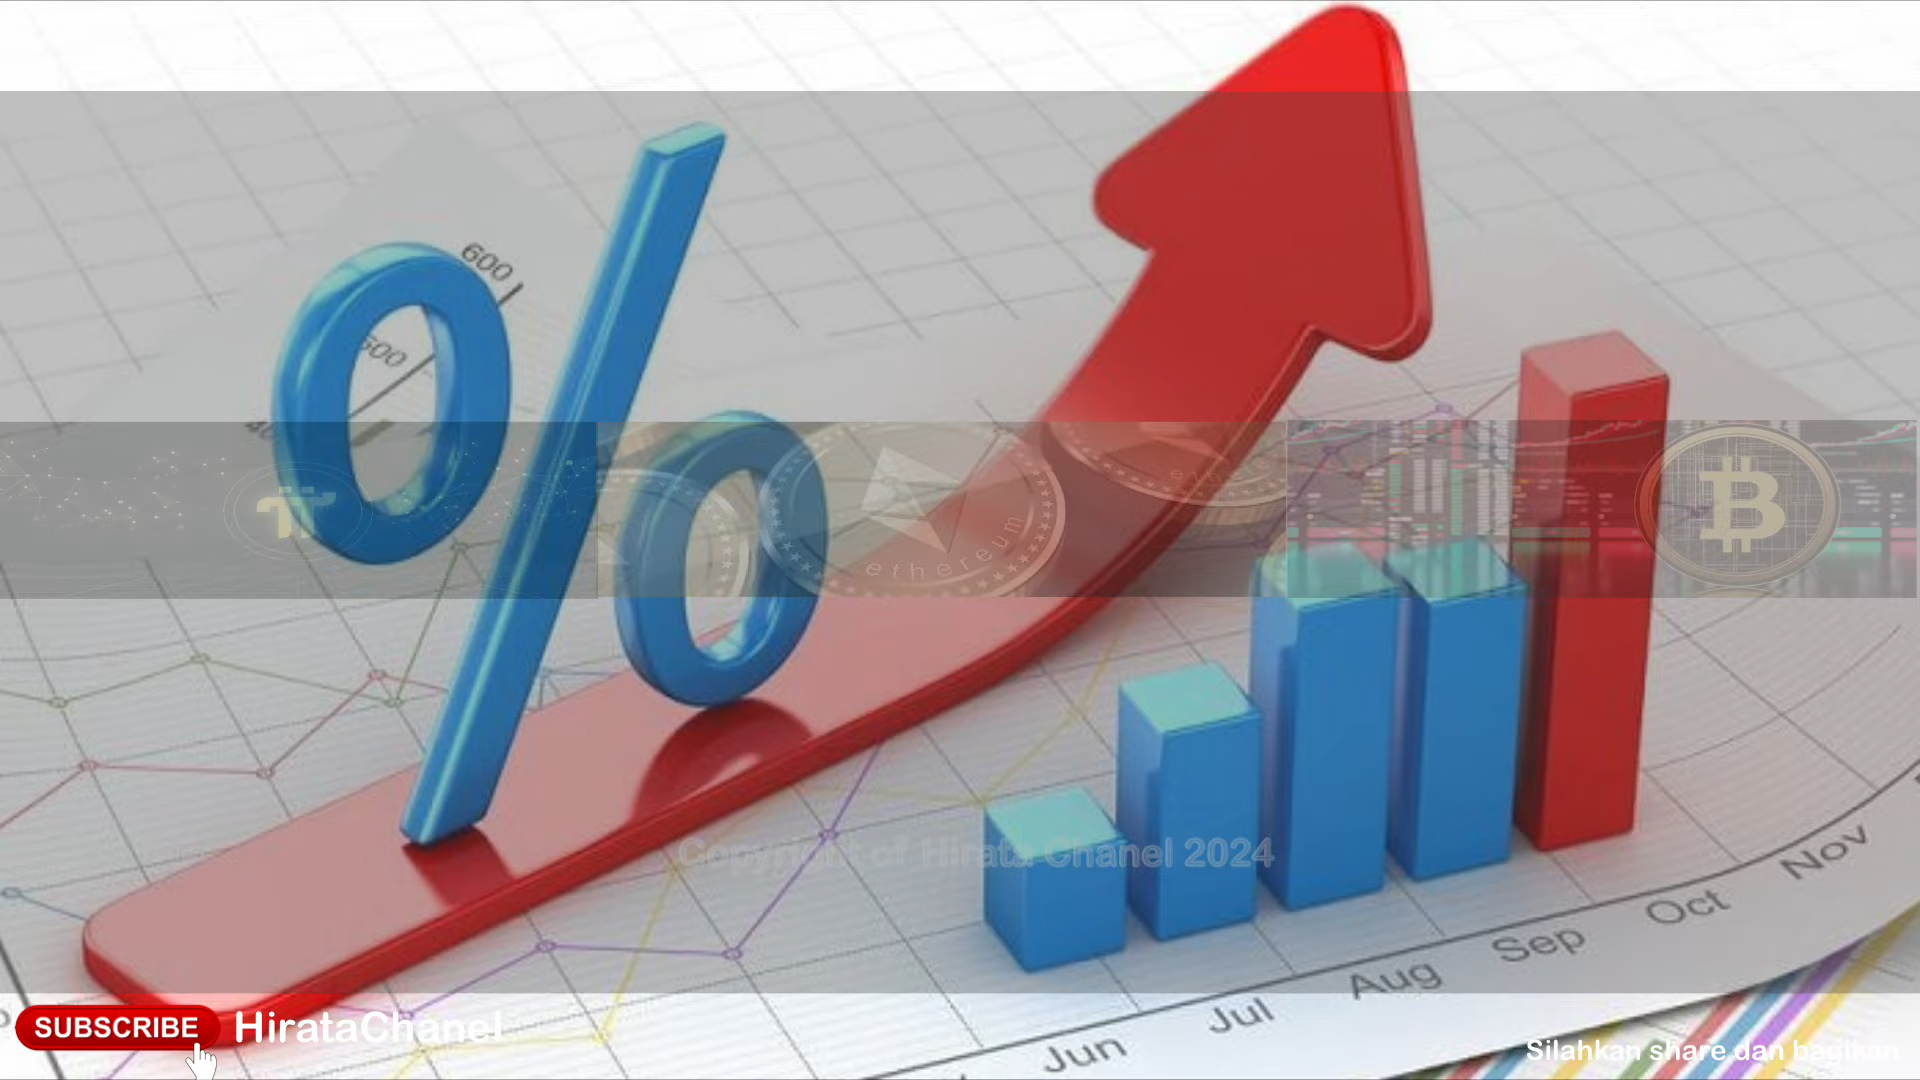 600
500
40
ethereum
Copyright of Hirata Chanel 2024
Nov
Oct
Sep
Aug
Jul
Jun
SUBSCRIBE HirataChanel
Silahkan share dan bagikan